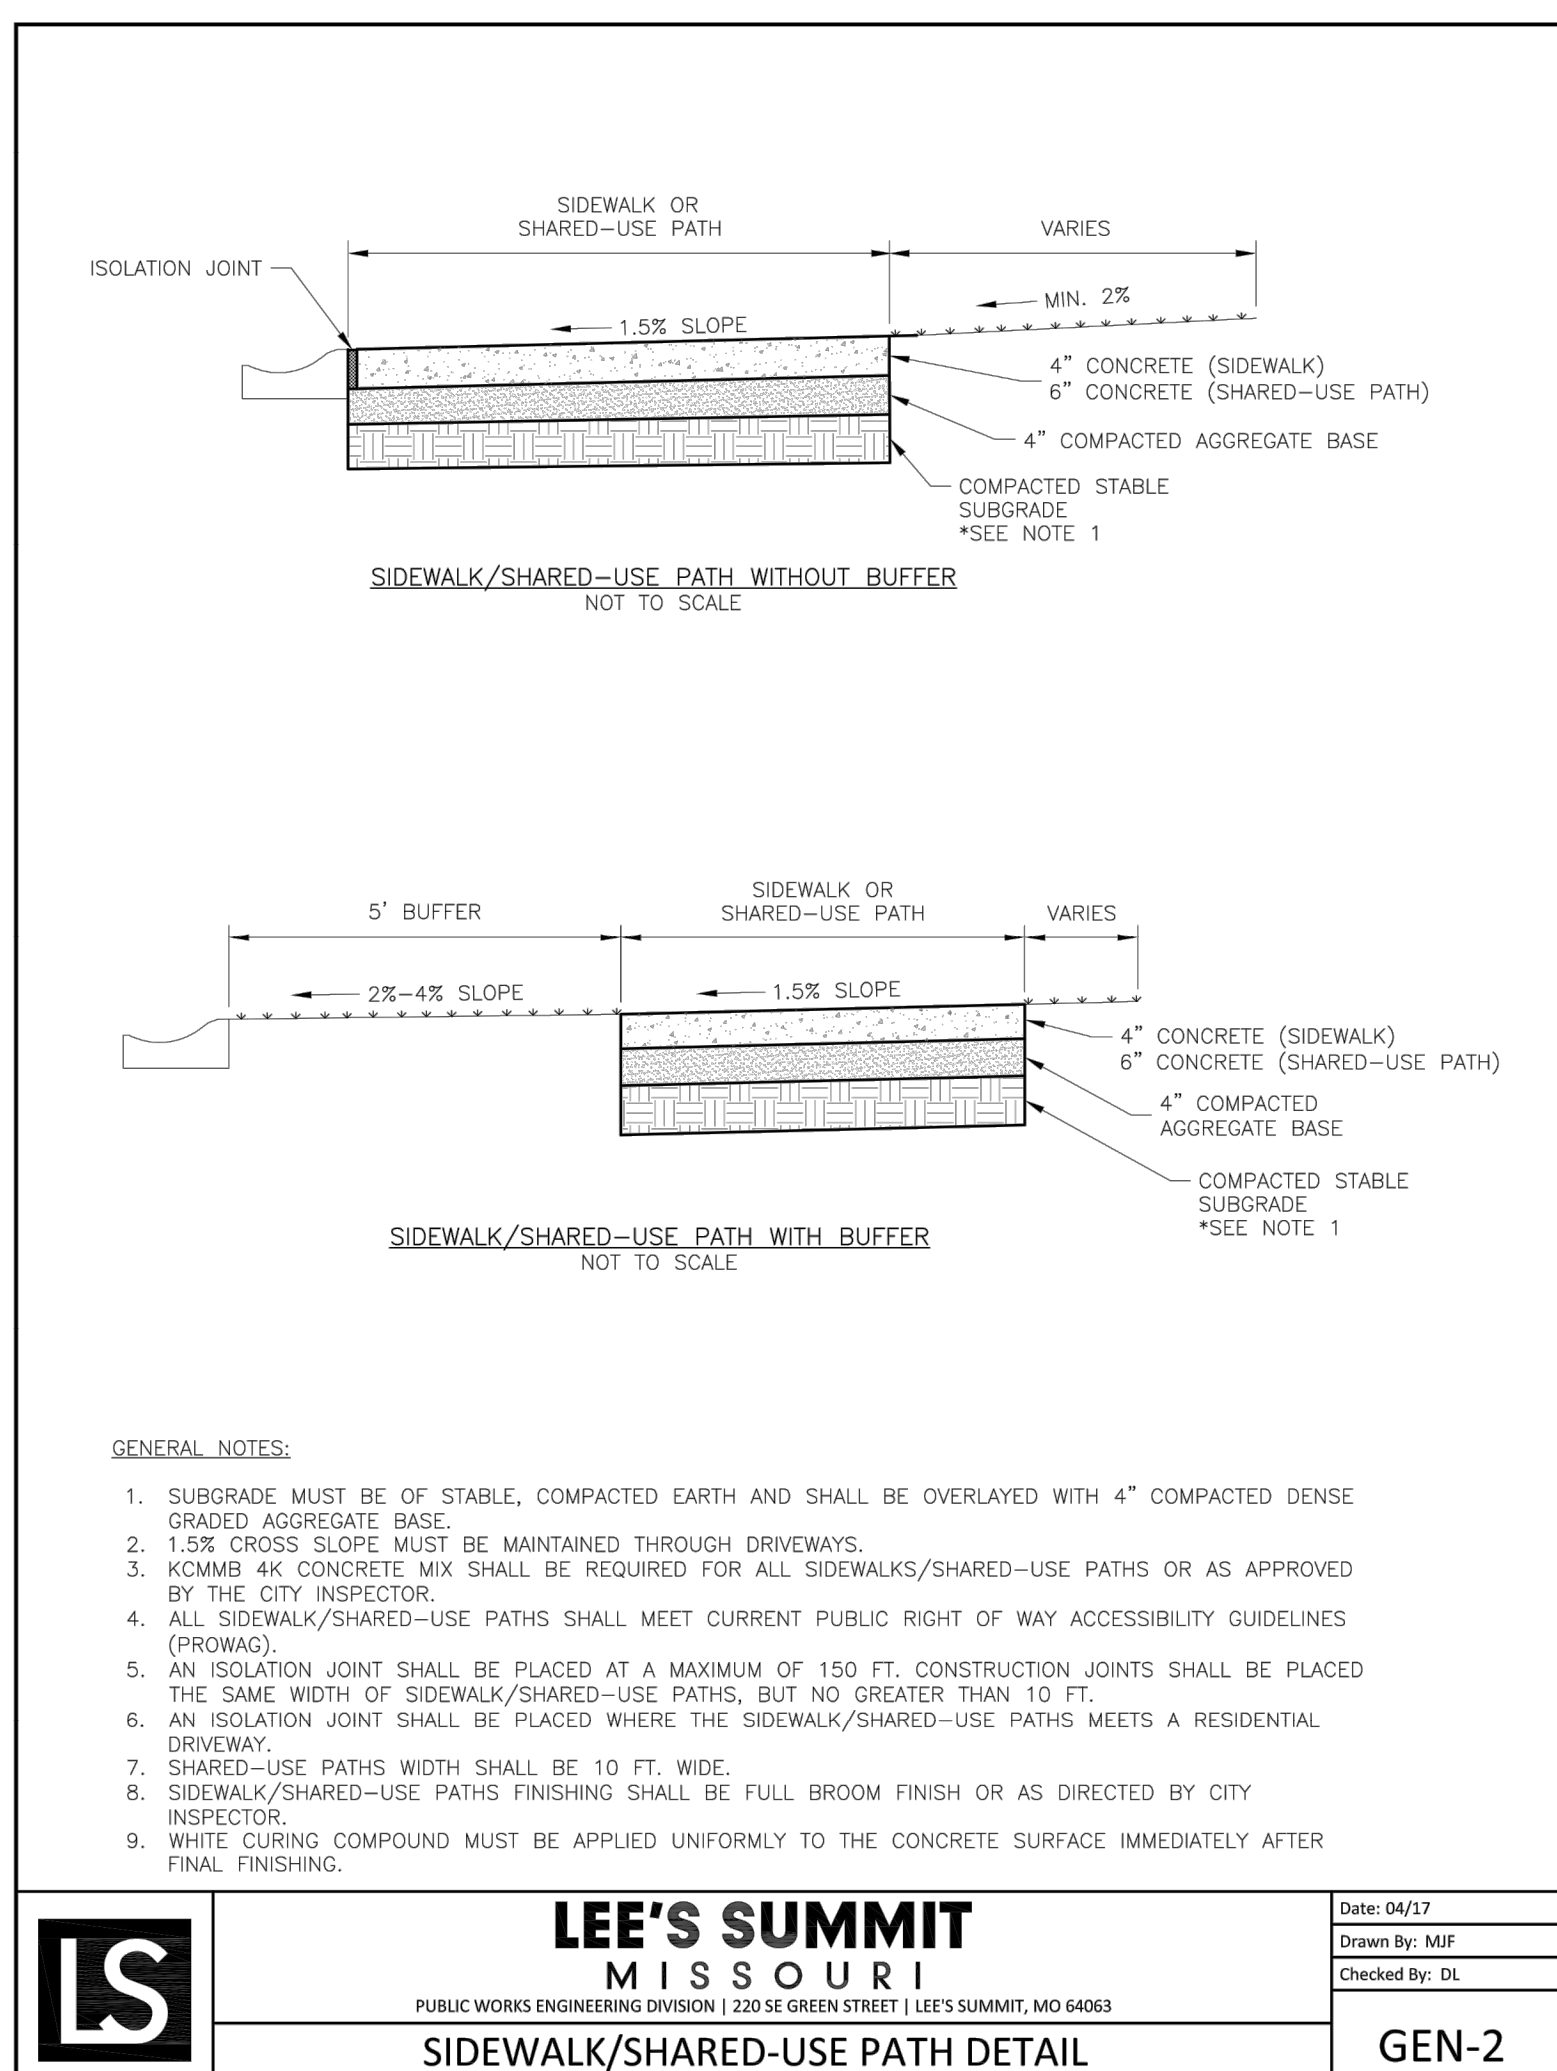 SIDEWALK OR
SHARED-USE PATH
VARIES
ISOLATION JOINT
MIN. 2%
1.5% SLOPE
4" CONCRETE (SIDEWALK)
6" CONCRETE (SHARED-USE PATH)
4" COMPACTED AGGREGATE BASE
COMPACTED STABLE
SUBGRADE
*SEE NOTE 1
SIDEWALK/SHARED-USE PATH WITHOUT BUFFER
NOT TO SCALE
5' BUFFER
SIDEWALK OR
SHARED-USE PATH
VARIES
2%-4% SLOPE
1.5% SLOPE
4" CONCRETE (SIDEWALK)
6" CONCRETE (SHARED-USE PATH)
4" COMPACTED
AGGREGATE BASE
COMPACTED STABLE
SUBGRADE
*SEE NOTE 1
SIDEWALK/SHARED-USE PATH WITH BUFFER
NOT TO SCALE
GENERAL NOTES:
1. SUBGRADE MUST BE OF STABLE, COMPACTED EARTH AND SHALL BE OVERLAYED WITH 4" COMPACTED DENSE
GRADED AGGREGATE BASE.
2. 1.5% CROSS SLOPE MUST BE MAINTAINED THROUGH DRIVEWAYS.
3. KCMMB 4K CONCRETE MIX SHALL BE REQUIRED FOR ALL SIDEWALKS/SHARED-USE PATHS OR AS APPROVED
BY THE CITY INSPECTOR.
4. ALL SIDEWALK/SHARED-USE PATHS SHALL MEET CURRENT PUBLIC RIGHT OF WAY ACCESSIBILITY GUIDELINES
(PROWAG).
5. AN ISOLATION JOINT SHALL BE PLACED AT A MAXIMUM OF 150 FT. CONSTRUCTION JOINTS SHALL BE PLACED
THE SAME WIDTH OF SIDEWALK/SHARED-USE PATHS, BUT NO GREATER THAN 10 FT.
6. AN ISOLATION JOINT SHALL BE PLACED WHERE THE SIDEWALK/SHARED-USE PATHS MEETS A RESIDENTIAL
DRIVEWAY.
7. SHARED-USE PATHS WIDTH SHALL BE 10 FT. WIDE.
8. SIDEWALK/SHARED-USE PATHS FINISHING SHALL BE FULL BROOM FINISH OR AS DIRECTED BY CITY
INSPECTOR.
9. WHITE CURING COMPOUND MUST BE APPLIED UNIFORMLY TO THE CONCRETE SURFACE IMMEDIATELY AFTER
FINAL FINISHING.
LS
LEE'S SUMMIT
MISSOURI
PUBLIC WORKS ENGINEERING DIVISION | 220 SE GREEN STREET | LEE'S SUMMIT, MO 64063
SIDEWALK/SHARED-USE PATH DETAIL
Date: 04/17
Drawn By: MJF
Checked By: DL
GEN-2